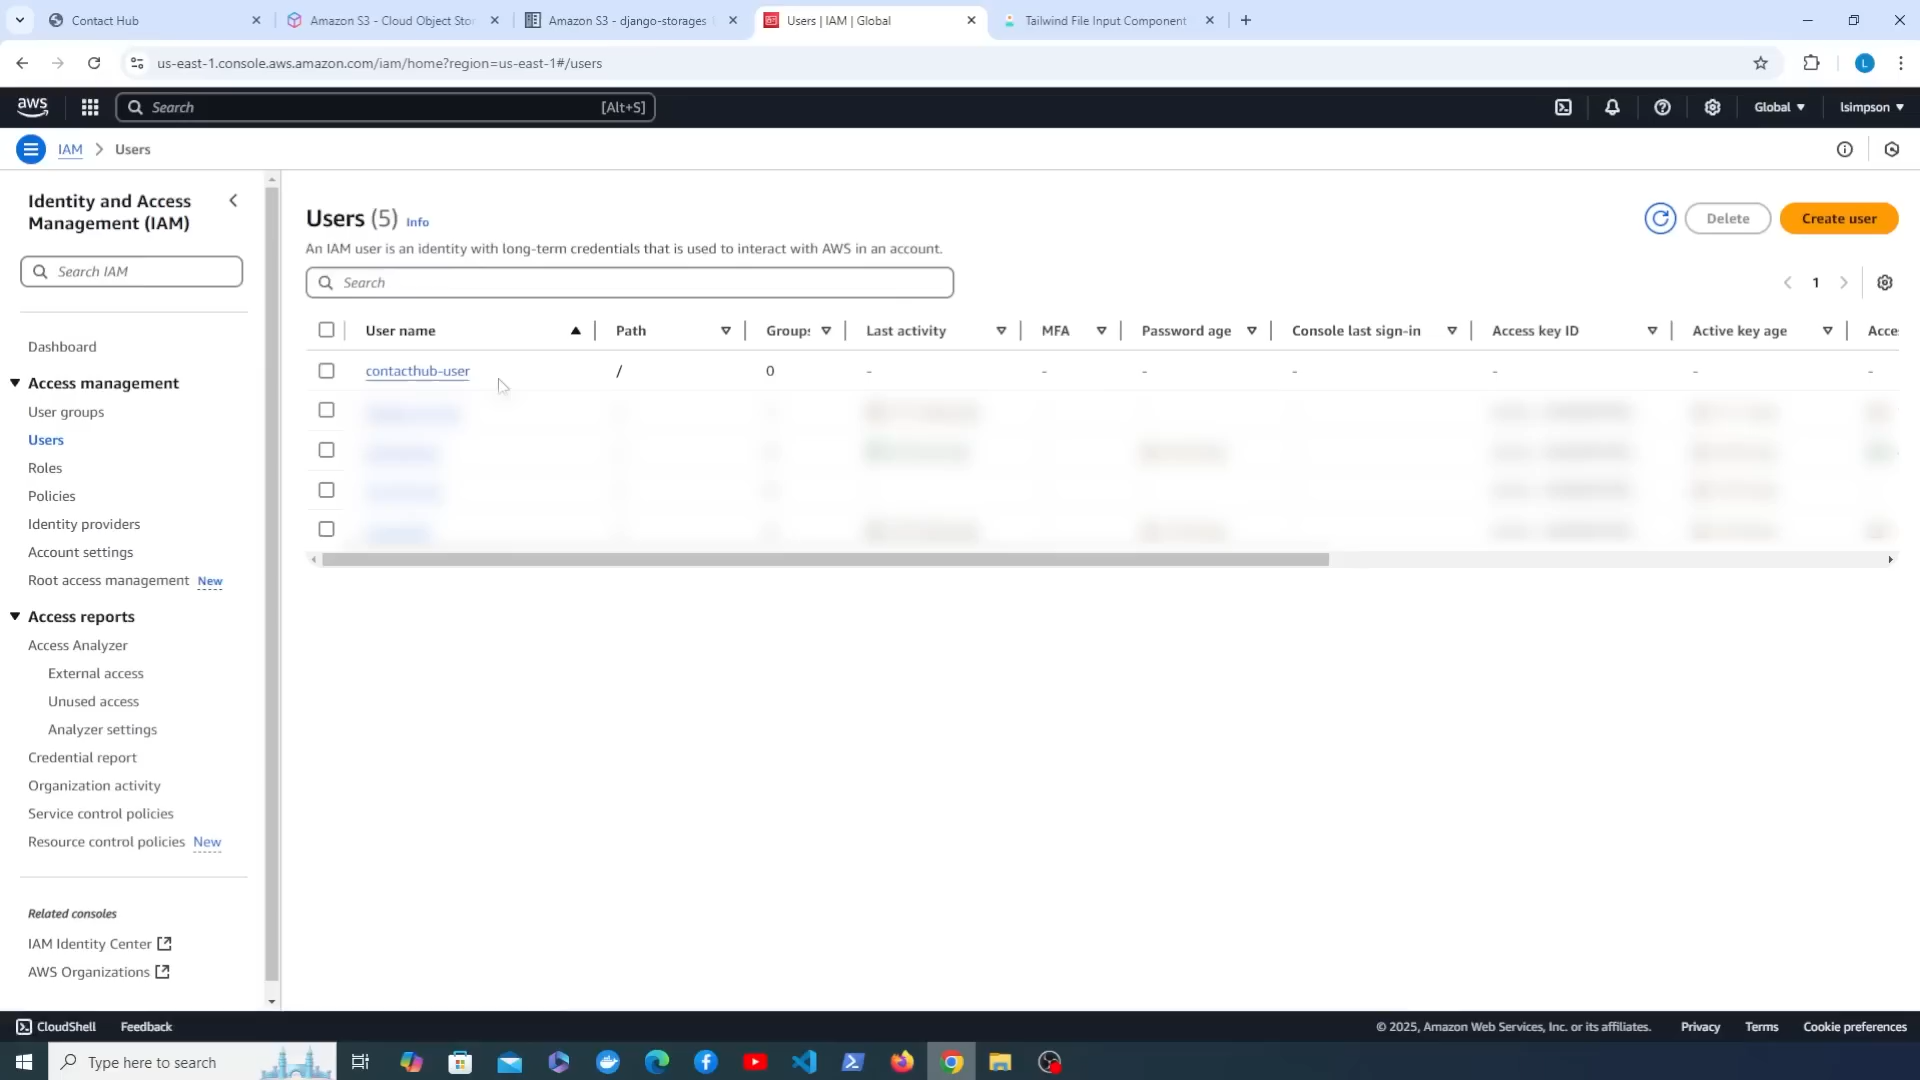 Contact Hub
Amazon S3 - Cloud Object Stor
Amazon S3 - django-storages
Users | IAM | Global
Tailwind File Input Component
us-east-1.console.aws.amazon.com/iam/home?region=us-east-1#/users
L
aws
Search
[Alt+S]
Global
lsimpson
IAM
Users
Identity and Access
Management (IAM)
Search IAM
Dashboard
Access management
User groups
Users
Roles
Policies
Identity providers
Account settings
Root access management New
Access reports
Access Analyzer
External access
Unused access
Analyzer settings
Credential report
Organization activity
Service control policies
Resource control policies New
Related consoles
IAM Identity Center
AWS Organizations
Users (5) Info
Delete
Create user
An IAM user is an identity with long-term credentials that is used to interact with AWS in an account.
Search
1
User name Path Groups Last activity MFA Password age Console last sign-in Access key ID Active key age Acce
contacthub-user / 0 - - - - - - -
CloudShell Feedback © 2025, Amazon Web Services, Inc. or its affiliates. Privacy Terms Cookie preferences
Type here to search